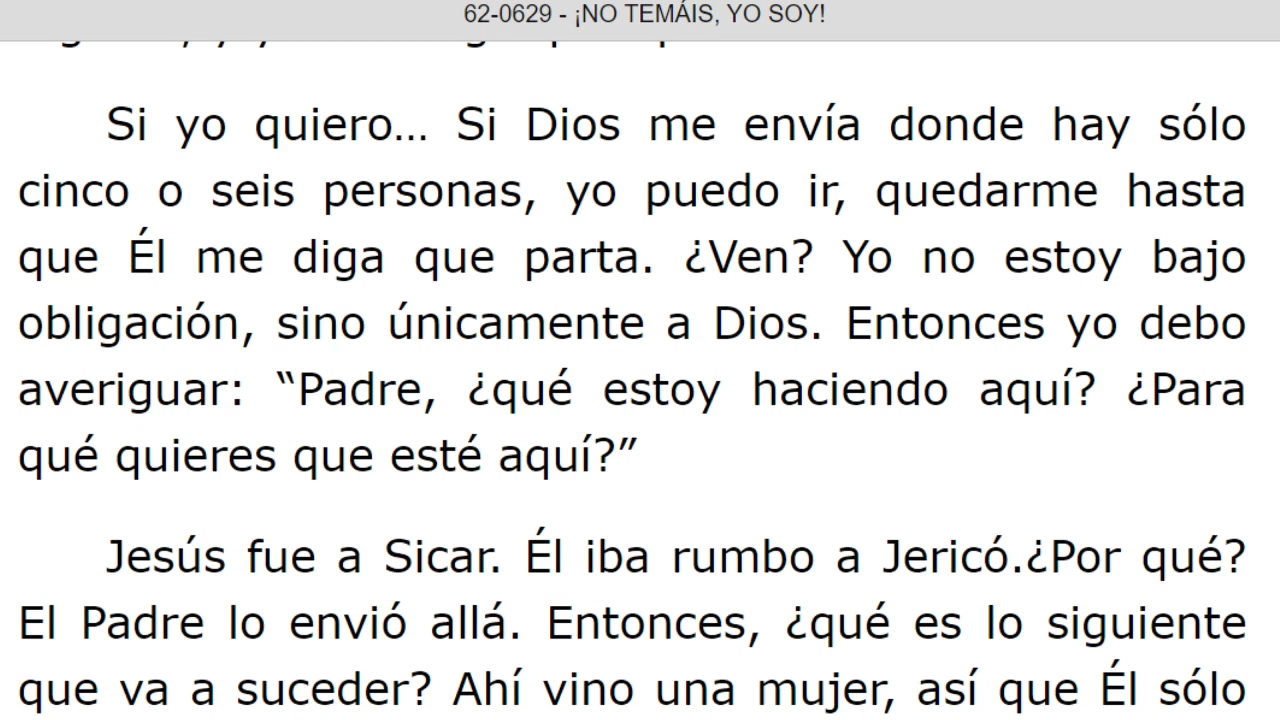 62-0629 - ¡NO TEMÁIS, YO SOY!
Si yo quiero... Si Dios me envía donde hay sólo
cinco o seis personas, yo puedo ir, quedarme hasta
que Él me diga que parta. ¿Ven? Yo no estoy bajo
obligación, sino únicamente a Dios. Entonces yo debo
averiguar: “Padre, ¿qué estoy haciendo aquí? ¿Para
qué quieres que esté aquí?”
Jesús fue a Sicar. Él iba rumbo a Jericó.¿Por qué?
El Padre lo envió allá. Entonces, ¿qué es lo siguiente
que va a suceder? Ahí vino una mujer, así que Él sólo